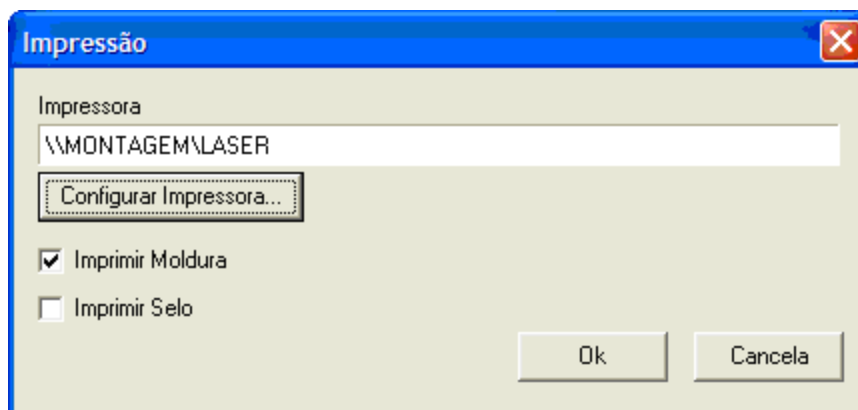 Impressão
Impressora
\\MONTAGEM\LASER
Configurar Impressora...
Imprimir Moldura
Imprimir Selo
Ok Cancela